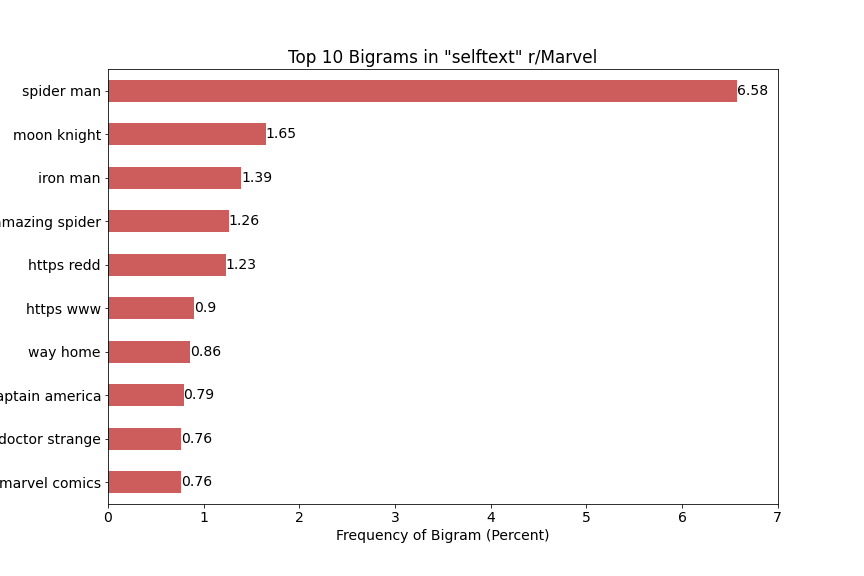 Top 10 Bigrams in "selftext" r/Marvel
spider man 6.58
moon knight 1.65
iron man 1.39
amazing spider 1.26
https redd 1.23
https www 0.9
way home 0.86
aptain america 0.79
doctor strange 0.76
marvel comics 0.76
0 1 2 3 4 5 6 7
Frequency of Bigram (Percent)